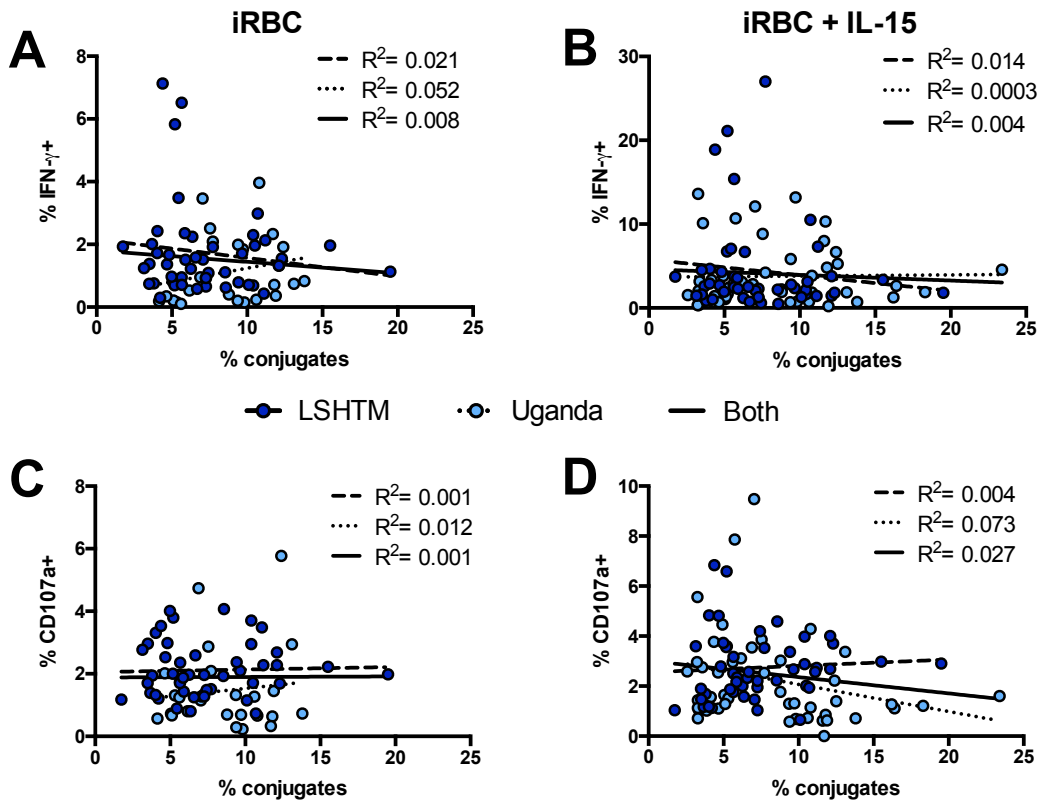 A
iRBC
R2= 0.021
R2= 0.052
R2= 0.008
8
6
4
2
0
0
5
10
15
20
25
% IFN-γ+
% conjugates
B
iRBC + IL-15
R2= 0.014
R2= 0.0003
R2= 0.004
30
20
10
0
0
5
10
15
20
25
% IFN-γ+
% conjugates
LSHTM
Uganda
Both
C
R2= 0.001
R2= 0.012
R2= 0.001
8
6
4
2
0
0
5
10
15
20
25
% CD107a+
% conjugates
D
R2= 0.004
R2= 0.073
R2= 0.027
10
8
6
4
2
0
0
5
10
15
20
25
% CD107a+
% conjugates